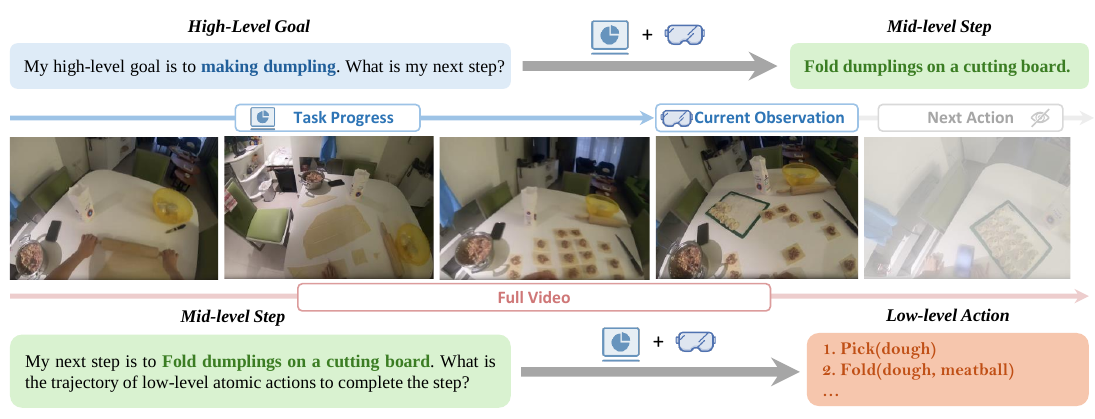 High-Level Goal
Mid-level Step
My high-level goal is to making dumpling. What is my next step?
+
Fold dumplings on a cutting board.
Task Progress
Current Observation
Next Action
Full Video
Mid-level Step
Low-level Action
My next step is to Fold dumplings on a cutting board. What is
the trajectory of low-level atomic actions to complete the step?
+
1. Pick(dough)
2. Fold(dough, meatball)
...